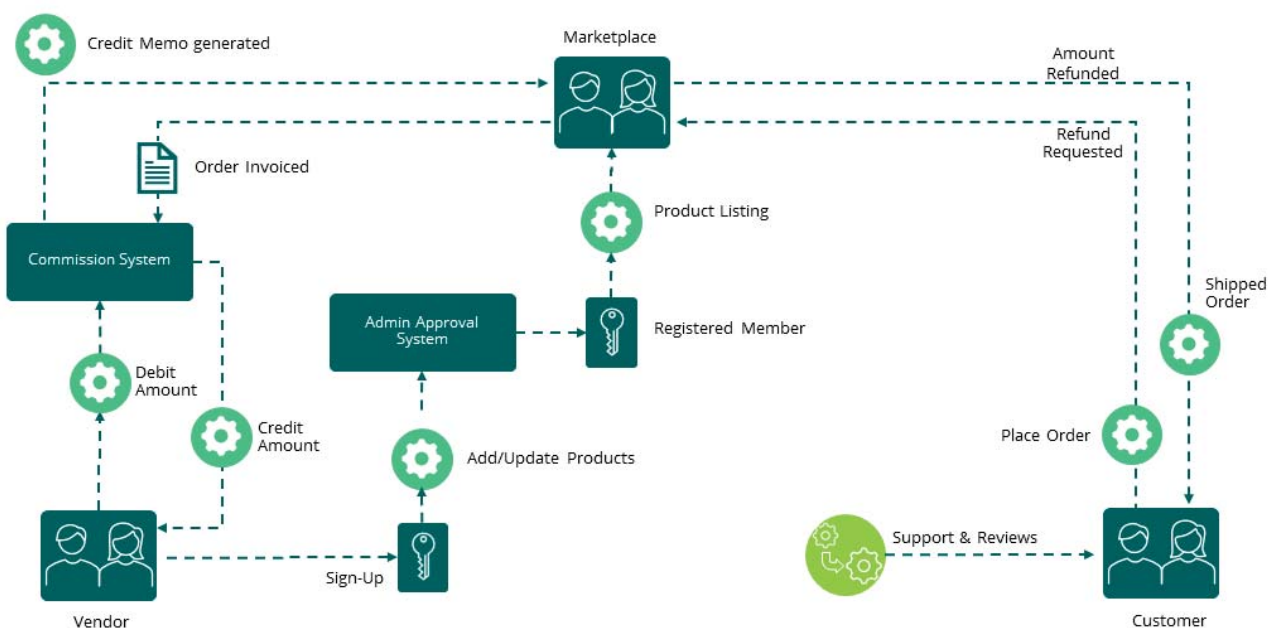 Credit Memo generated
Marketplace
Amount
Refunded
Refund
Requested
Order Invoiced
Product Listing
Commission System
Shipped
Order
Admin Approval
System
Registered Member
Debit
Amount
Credit
Amount
Add/Update Products
Place Order
Support & Reviews
Sign-Up
Vendor
Customer